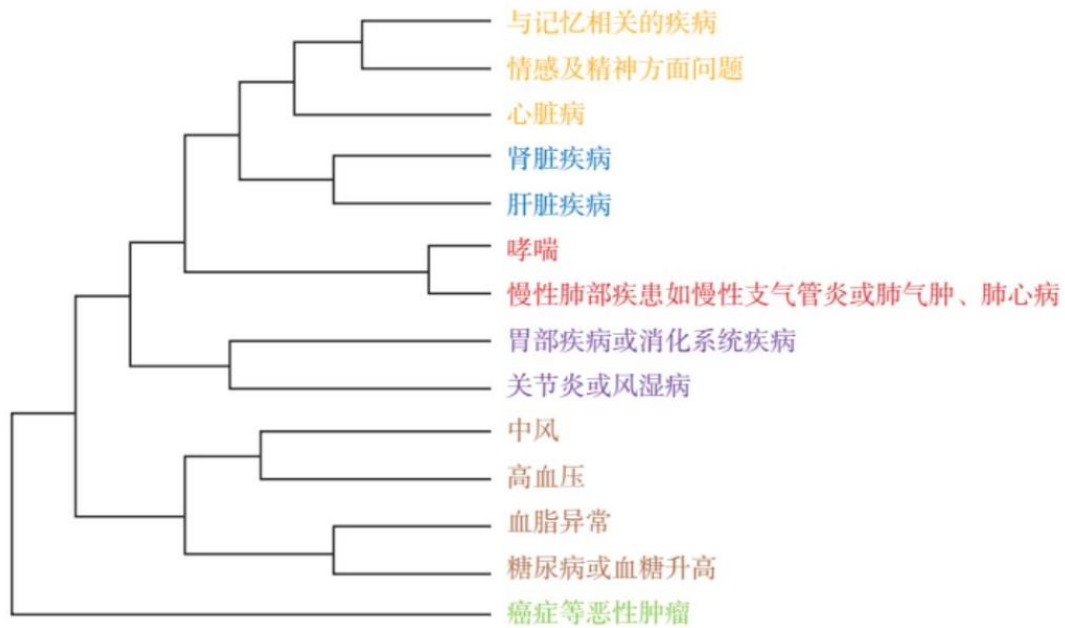 与记忆相关的疾病
情感及精神方面问题
心脏病
肾脏疾病
肝脏疾病
哮喘
慢性肺部疾患如慢性支气管炎或肺气肿、肺心病
胃部疾病或消化系统疾病
关节炎或风湿病
中风
高血压
血脂异常
糖尿病或血糖升高
癌症等恶性肿瘤